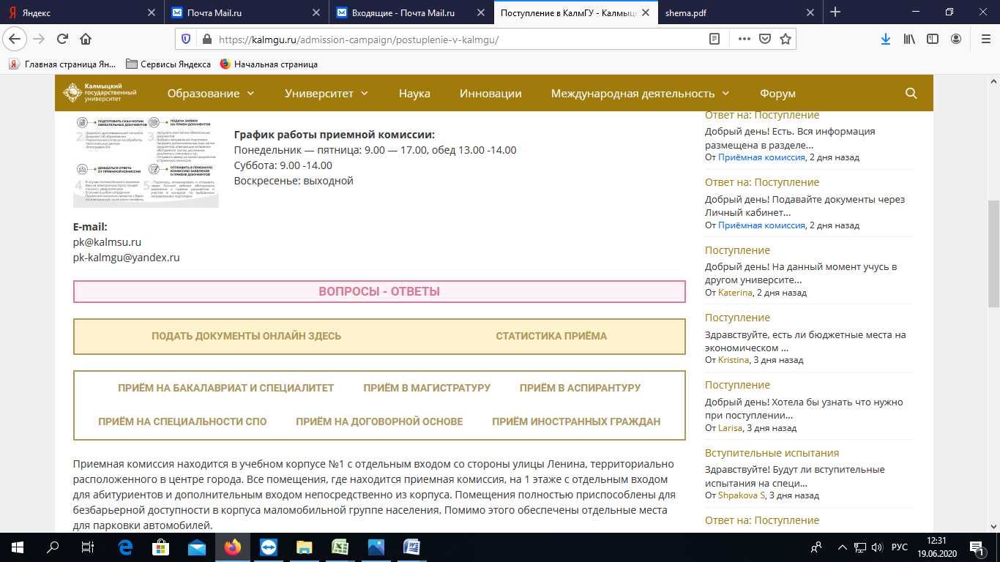 Яндекс
Почта Mail.ru
Входящие - Почта Mail.ru
Поступление в КалмГУ - Калмыц
shema.pdf
https://kalmgu.ru/admission-campaign/postuplenie-v-kalmgu/
Главная страница Ян...
Сервисы Яндекса
Начальная страница
Калмыцкий
государственный
университет
Образование
Университет
Наука
Инновации
Международная деятельность
Форум
ПОДГОТОВИТЬ СКАН-КОПИИ
ОБЯЗАТЕЛЬНЫХ ДОКУМЕНТОВ
ПОДАЧА ЗАЯВКИ
НА ПРИЕМ ДОКУМЕНТОВ
2
3
ДОЖДАТЬСЯ ОТВЕТА
ОТ ПРИЕМНОЙ КОМИССИИ
ОТПРАВИТЬ В ПРИЕМНУЮ
КОМИССИЮ ЗАЯВЛЕНИЕ
О ПРИЕМЕ ДОКУМЕНТОВ
4
5
График работы приемной комиссии:
Понедельник — пятница: 9.00 — 17.00, обед 13.00 -14.00
Суббота: 9.00 -14.00
Воскресенье: выходной
E-mail:
pk@kalmsu.ru
pk-kalmgu@yandex.ru
ВОПРОСЫ - ОТВЕТЫ
ПОДАТЬ ДОКУМЕНТЫ ОНЛАЙН ЗДЕСЬ
СТАТИСТИКА ПРИЁМА
ПРИЁМ НА БАКАЛАВРИАТ И СПЕЦИАЛИТЕТ
ПРИЁМ В МАГИСТРАТУРУ
ПРИЁМ В АСПИРАНТУРУ
ПРИЁМ НА СПЕЦИАЛЬНОСТИ СПО
ПРИЁМ НА ДОГОВОРНОЙ ОСНОВЕ
ПРИЁМ ИНОСТРАННЫХ ГРАЖДАН
Приемная комиссия находится в учебном корпусе №1 с отдельным входом со стороны улицы Ленина, территориально
расположенного в центре города. Все помещения, где находится приемная комиссия, на 1 этаже с отдельным входом
для абитуриентов и дополнительным входом непосредственно из корпуса. Помещения полностью приспособлены для
безбарьерной доступности в корпуса маломобильной группе населения. Помимо этого обеспечены отдельные места
для парковки автомобилей.
Ответ на: Поступление
Добрый день! Есть. Вся информация
размещена в разделе...
От Приёмная комиссия, 2 дня назад
Ответ на: Поступление
Добрый день! Подавайте документы через
Личный кабинет...
От Приёмная комиссия, 2 дня назад
Поступление
Добрый день! На данный момент учусь в
другом университе...
От Katerina, 2 дня назад
Поступление
Здравствуйте, есть ли бюджетные места на
экономическом ...
От Kristina, 3 дня назад
Поступление
Добрый день! Хотела бы узнать что нужно
при поступлении...
От Larisa, 3 дня назад
Вступительные испытания
Здравствуйте! Будут ли вступительные
испытания на специ...
От Shpakova S, 3 дня назад
Ответ на: Поступление
РУС
12:31
19.06.2020
1